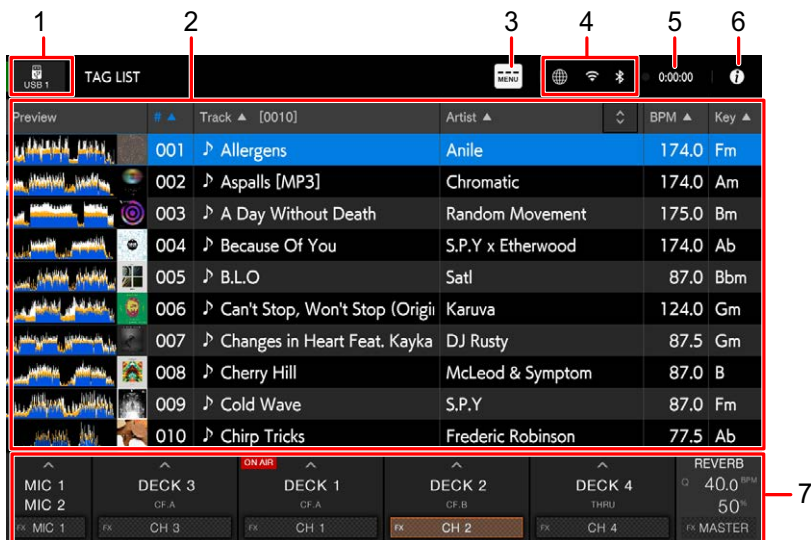 1 2 3 4 5 6
USB 1 TAG LIST MENU 0:00:00 i
Preview # ▲ Track ▲ [0010] Artist ▲ BPM ▲ Key ▲
001 ♪ Allergens Anile 174.0 Fm
002 ♪ Aspalls [MP3] Chromatic 174.0 Am
003 ♪ A Day Without Death Random Movement 175.0 Bm
004 ♪ Because Of You S.P.Y x Etherwood 174.0 Ab
005 ♪ B.L.O Satl 87.0 Bbm
006 ♪ Can't Stop, Won't Stop (Origi Karuva 124.0 Gm
007 ♪ Changes in Heart Feat. Kayka DJ Rusty 87.5 Gm
008 ♪ Cherry Hill McLeod & Symptom 87.0 B
009 ♪ Cold Wave S.P.Y 87.0 Fm
010 ♪ Chirp Tricks Frederic Robinson 77.5 Ab
ON AIR REVERB
MIC 1 DECK 3 DECK 1 DECK 2 DECK 4 Q 40.0 BPM
MIC 2 CF.A CF.A CF.B THRU 50%
FX MIC 1 FX CH 3 FX CH 1 FX CH 2 FX CH 4 FX MASTER
7